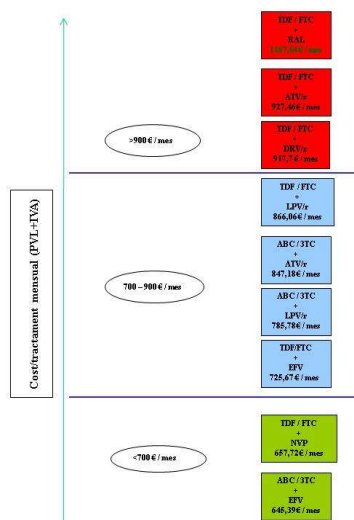 TDF / FTC
+
RAL
TDF / FTC
+
ATV/r
927,46€ / mes
TDF / FTC
+
DRV/r
917,7€ / mes
>900 € / mes
TDF / FTC
+
LPV/r
866,06€ / mes
ABC / 3TC
+
ATV/r
847,18€ / mes
700 – 900 € / mes
ABC / 3TC
+
LPV/r
785,78€ / mes
TDF/FTC
+
EFV
725,67€ / mes
Cost/tractament mensual (PVL+IVA)
TDF / FTC
+
NVP
657,72€ / mes
<700 € / mes
ABC / 3TC
+
EFV
645,39€ / mes